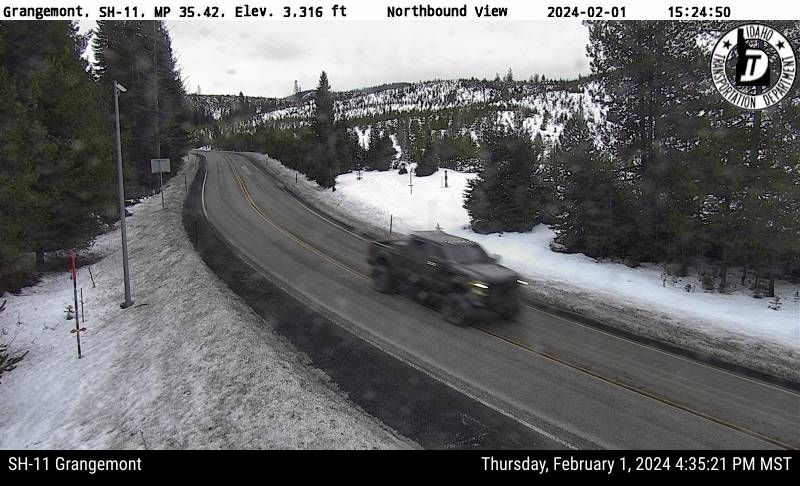 Grangemont, SH-11, MP 35.42, Elev. 3,316 ft Northbound View 2024-02-01 15:24:50
IDAHO
TRANSPORTATION DEPARTMENT
SH-11 Grangemont Thursday, February 1, 2024 4:35:21 PM MST